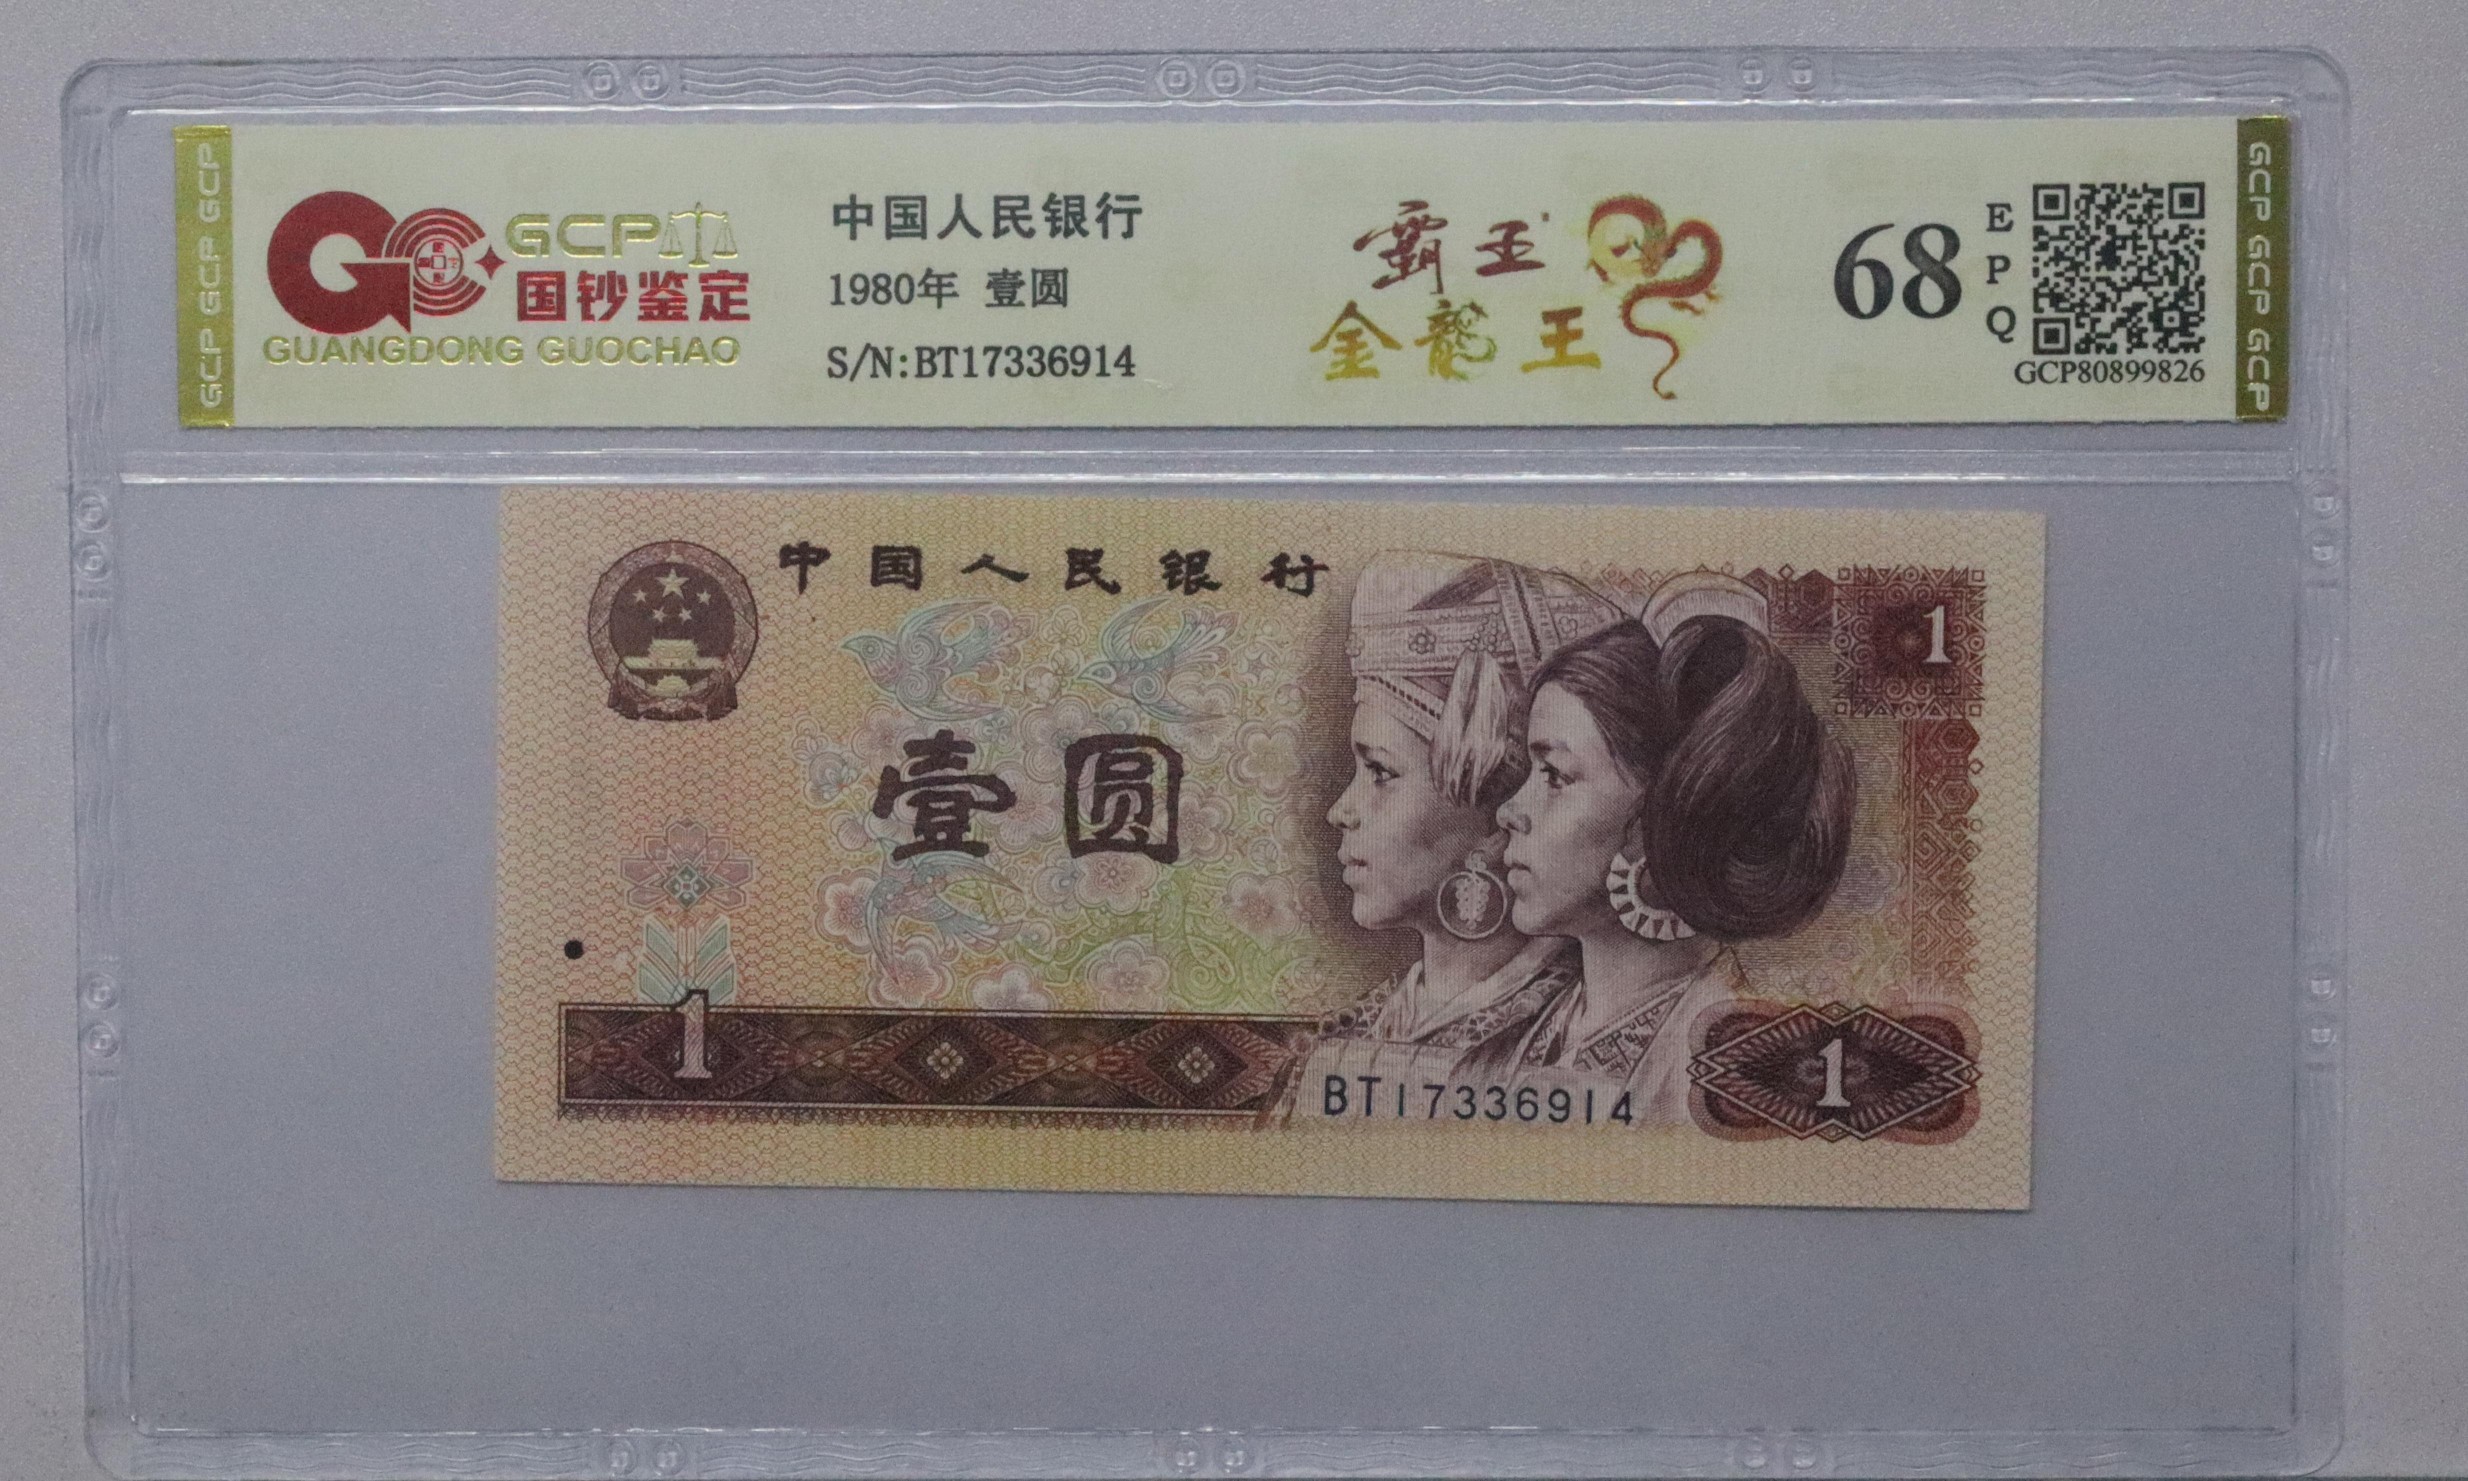 GCP GCP GCP
GCP
国钞鉴定
GUANGDONG GUOCHAO
中国人民银行
1980年 壹圆
S/N:BT17336914
霸王
金龍王
68
EPQ
GCP80899826
GCP GCP GCP
中国人民银行
1
壹圆
1
BT17336914
1